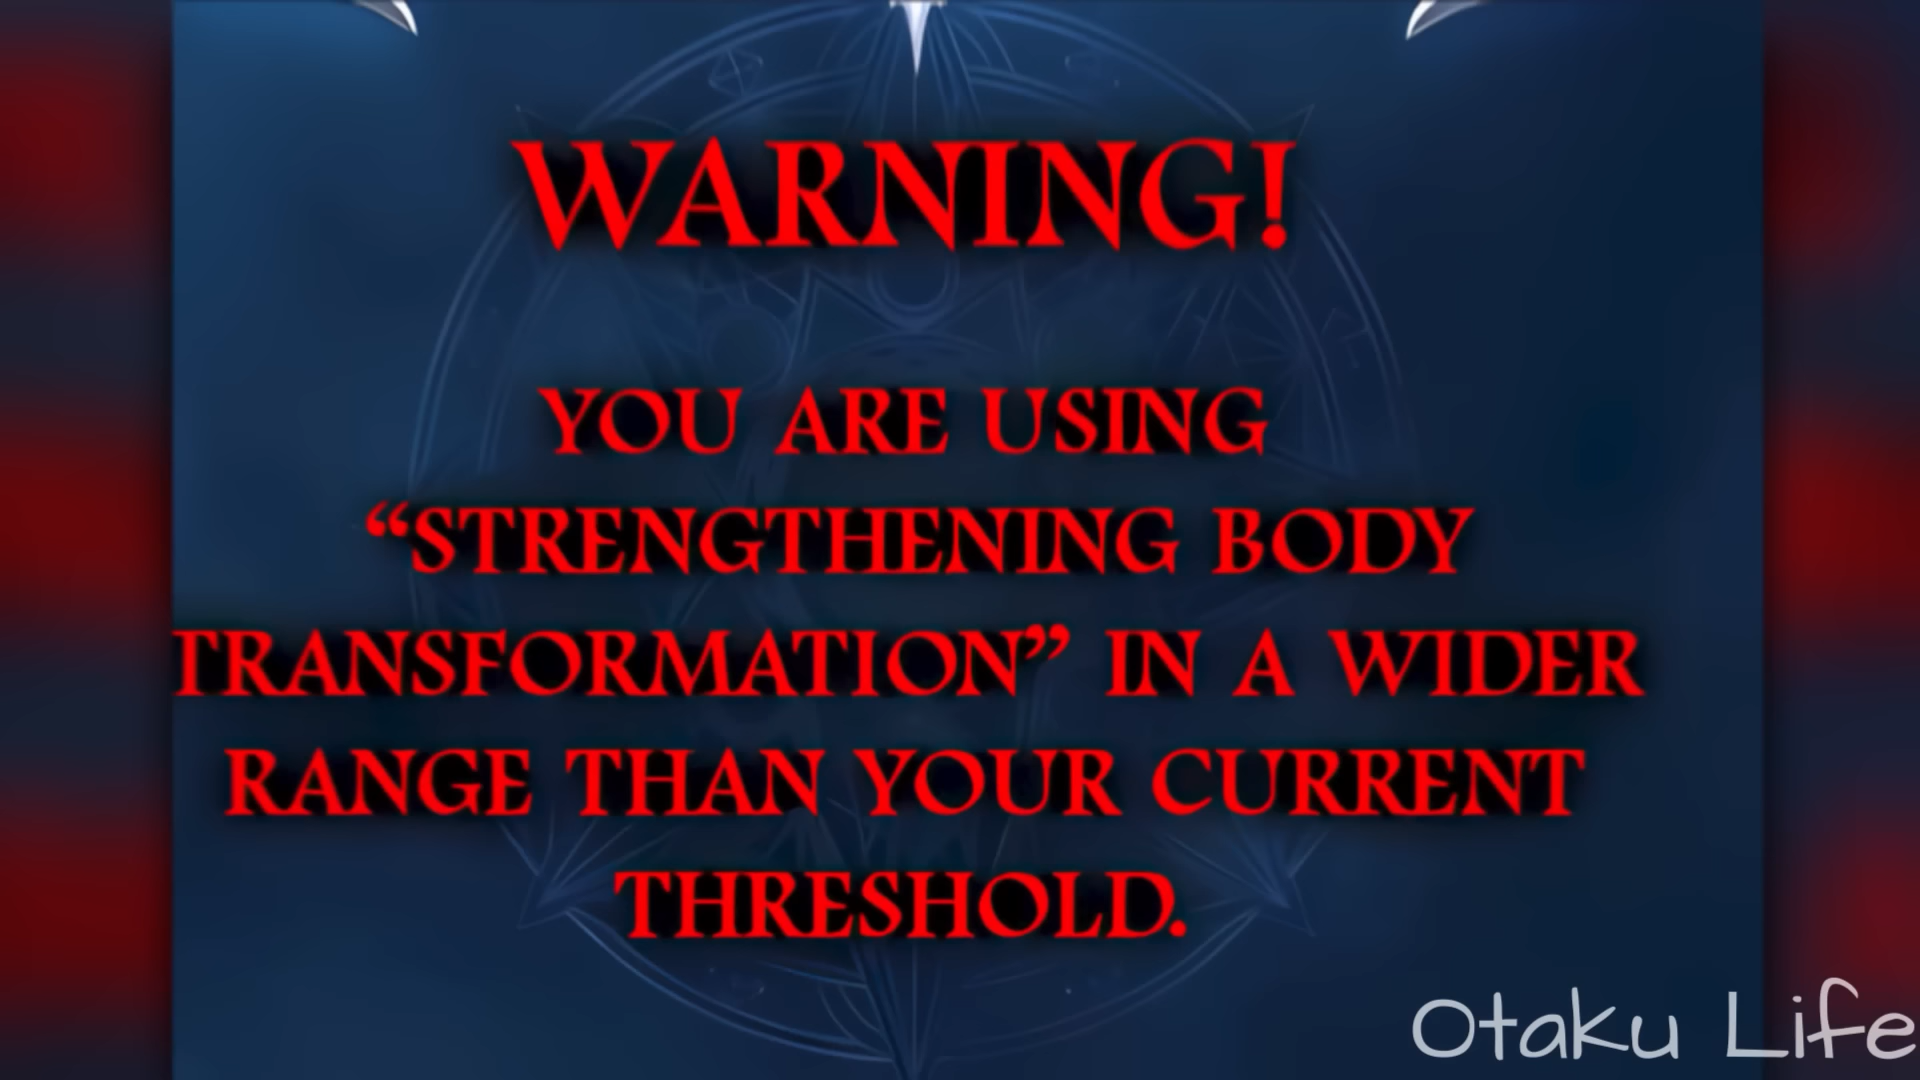 WARNING!
YOU ARE USING
“STRENGTHENING BODY
TRANSFORMATION” IN A WIDER
RANGE THAN YOUR CURRENT
THRESHOLD.
Otaku Life